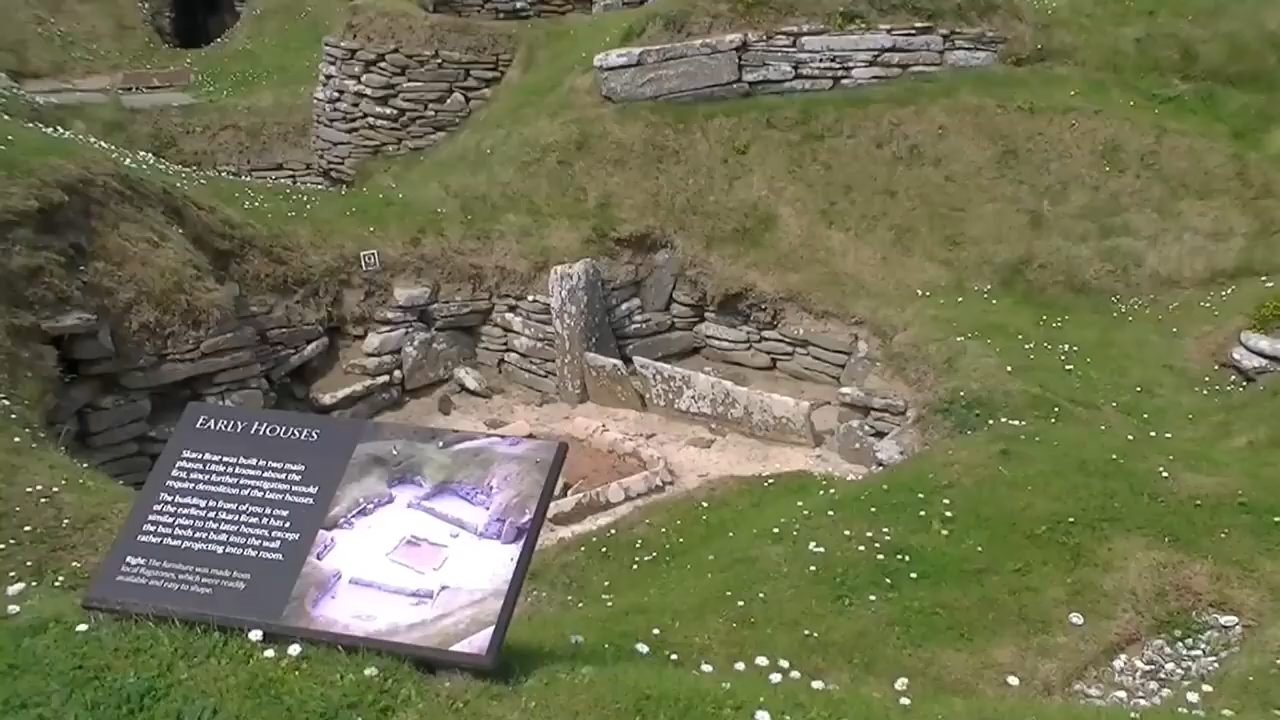 9
EARLY HOUSES
Skara Brae was built in two main
phases. Little is known about the
first, since further investigation would
require demolition of the later houses.
The building in front of you is one
of the earliest at Skara Brae. It has a
similar plan to the later houses, except
the box beds are built into the wall
rather than projecting into the room.
Right: The furniture was made from
local flagstones, which were readily
available and easy to shape.